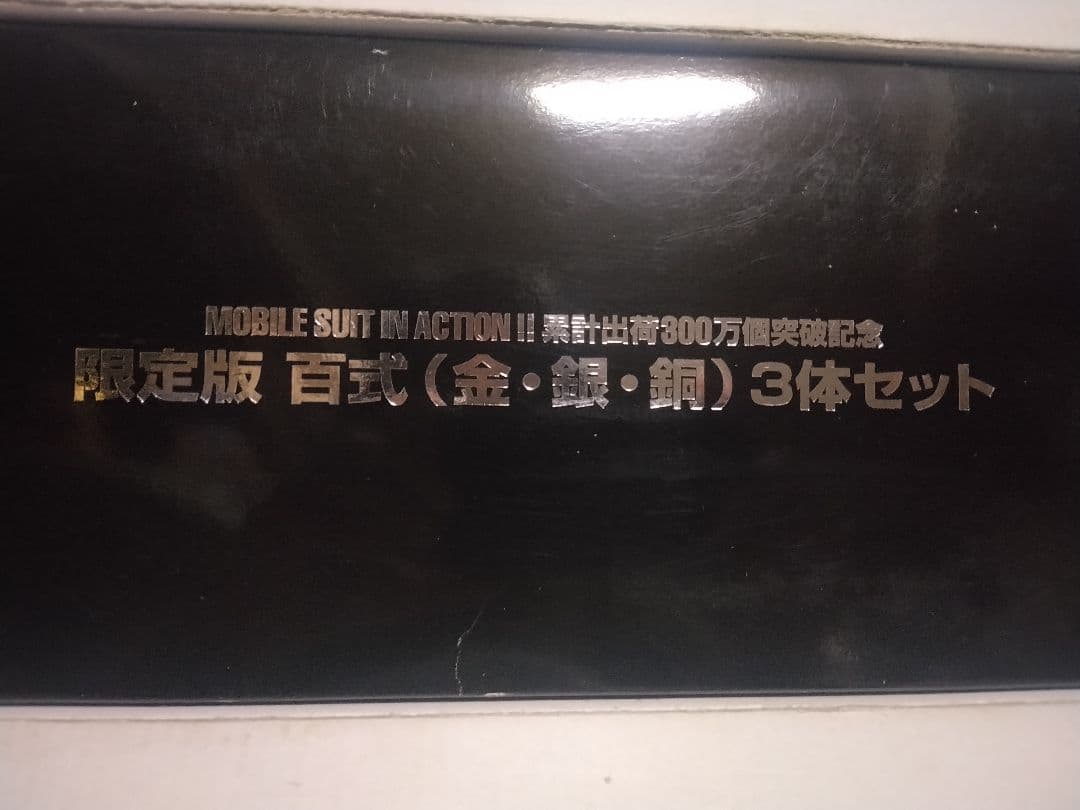 MOBILE SUIT IN ACTION!! 累計出荷300万個突破記念
限定版 百式(金・銀・銅)3体セット